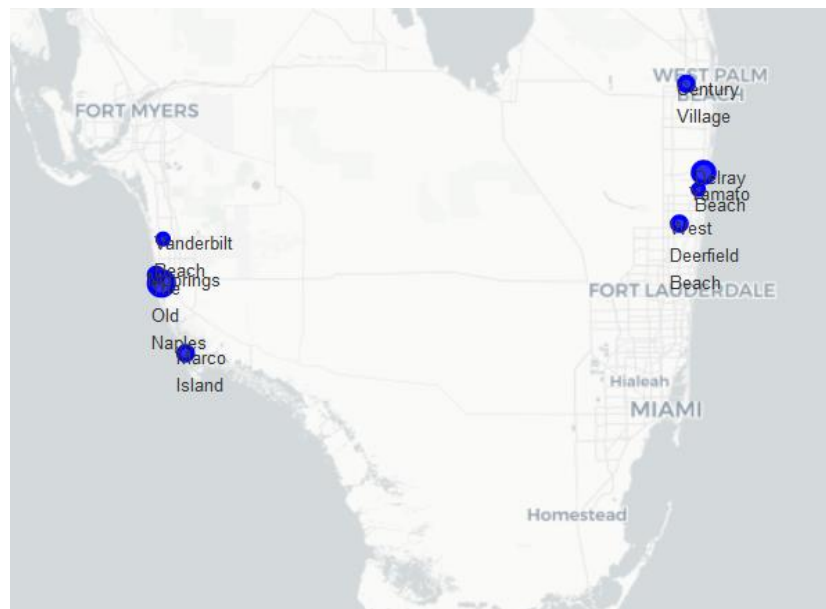 WEST PALM
BEACH
Century
Village
FORT MYERS
Delray
Beach
Yamato
West
Deerfield
Beach
Vanderbilt
Beach
Old
Naples
FORT LAUDERDALE
Marco
Island
Hialeah
MIAMI
Homestead